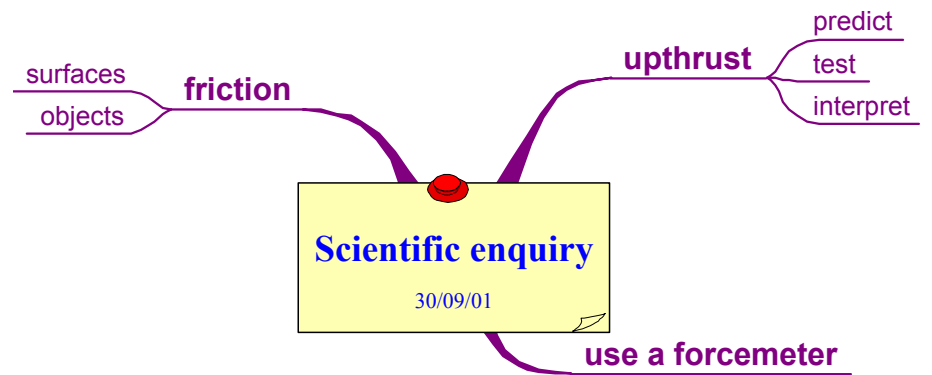 Scientific enquiry
30/09/01
friction
surfaces
objects
upthrust
predict
test
interpret
use a forcemeter